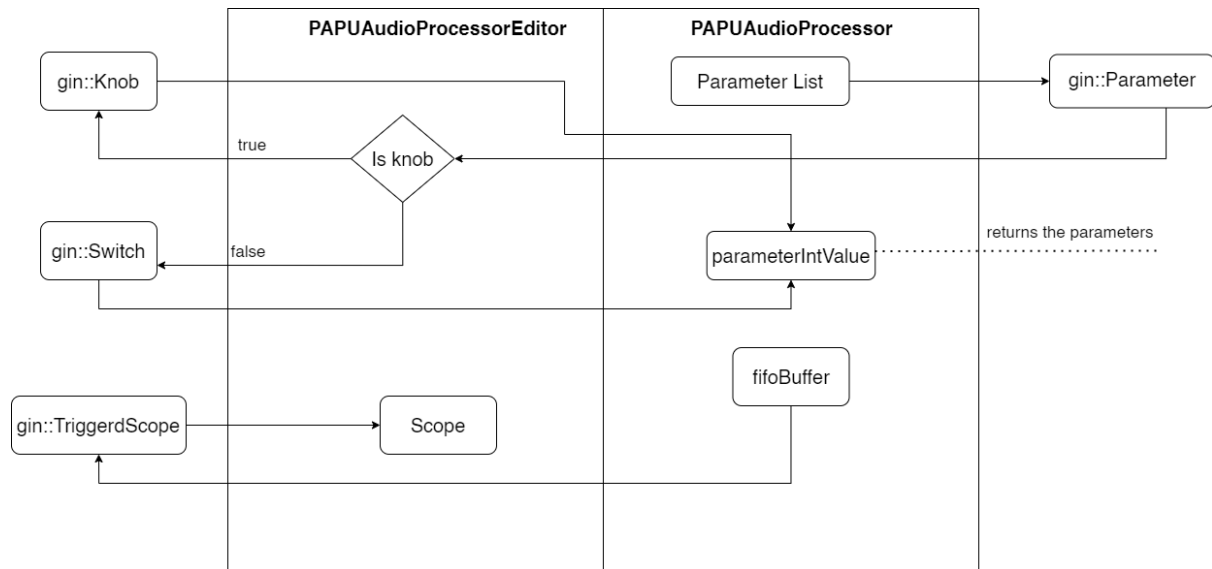 PAPUAudioProcessorEditor
PAPUAudioProcessor
gin::Knob
Parameter List
gin::Parameter
true
Is knob
gin::Switch
false
parameterIntValue
returns the parameters
fifoBuffer
gin::TriggerdScope
Scope